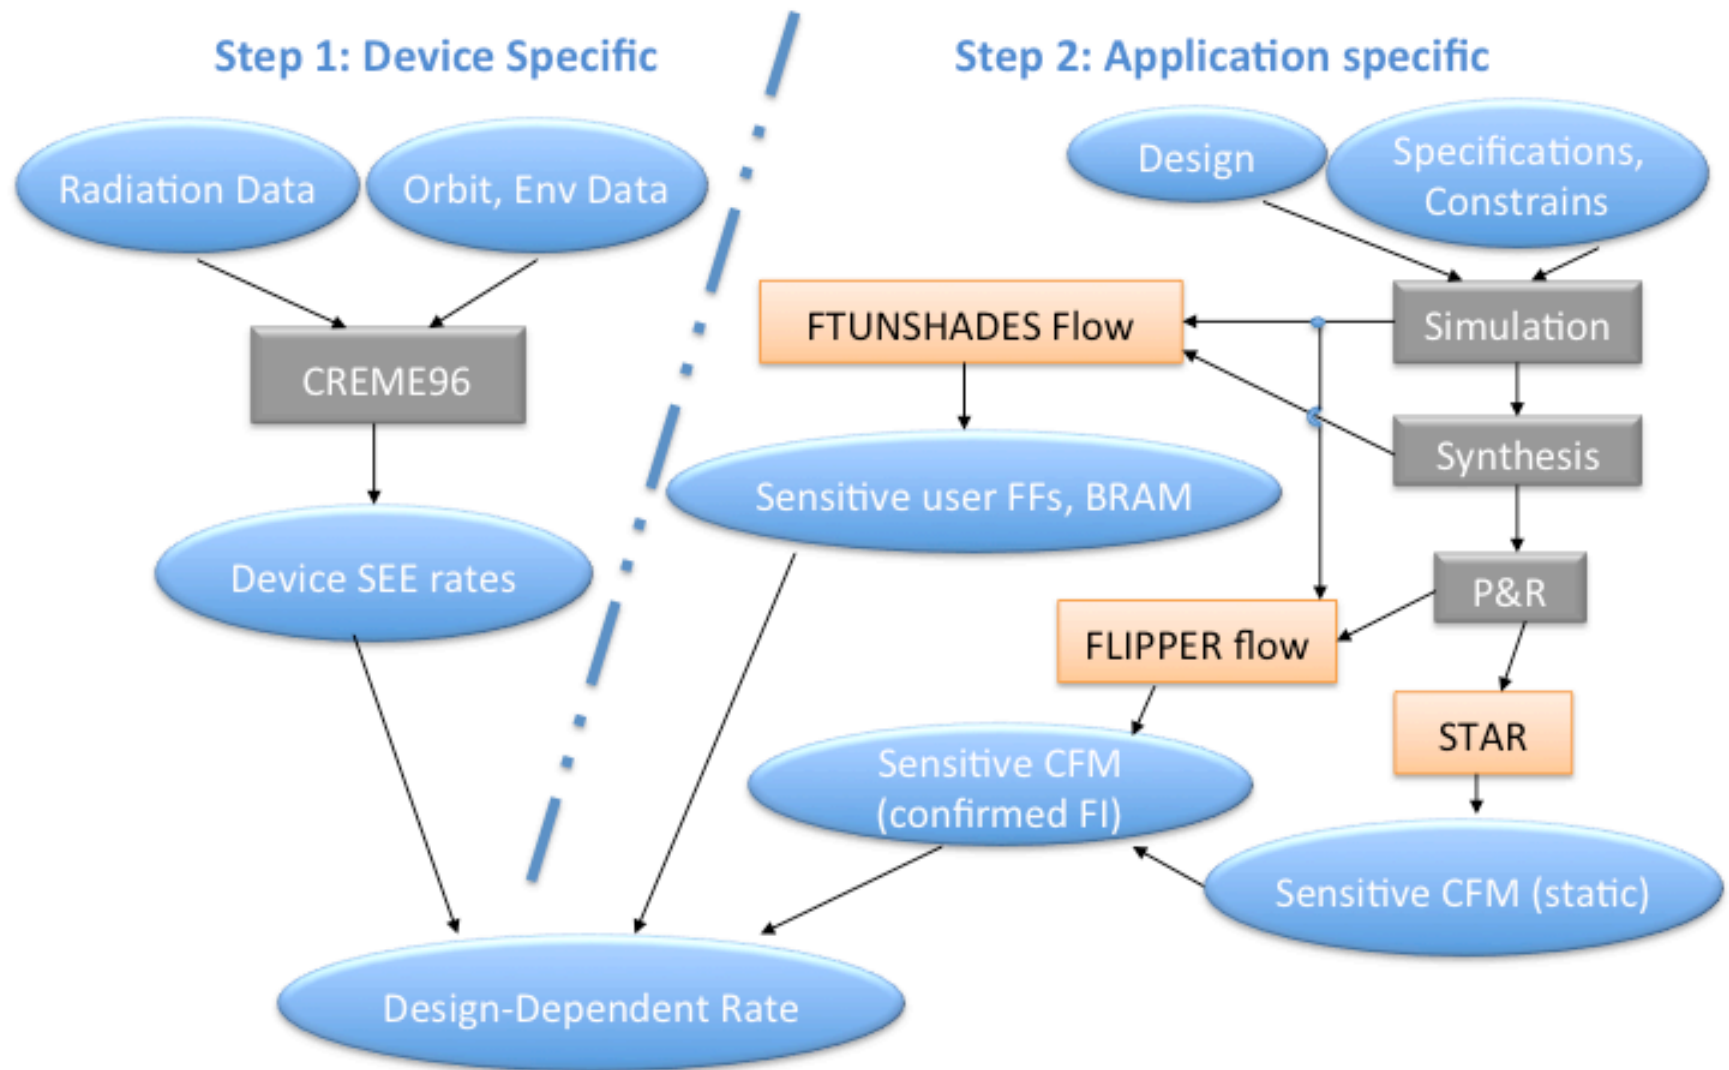 Step 1: Device Specific
Step 2: Application specific
Radiation Data
Orbit, Env Data
Design
Specifications,
Constrains
CREME96
FTUNSHADES Flow
Simulation
Synthesis
Sensitive user FFs, BRAM
Device SEE rates
P&R
FLIPPER flow
STAR
Sensitive CFM
(confirmed FI)
Sensitive CFM (static)
Design-Dependent Rate